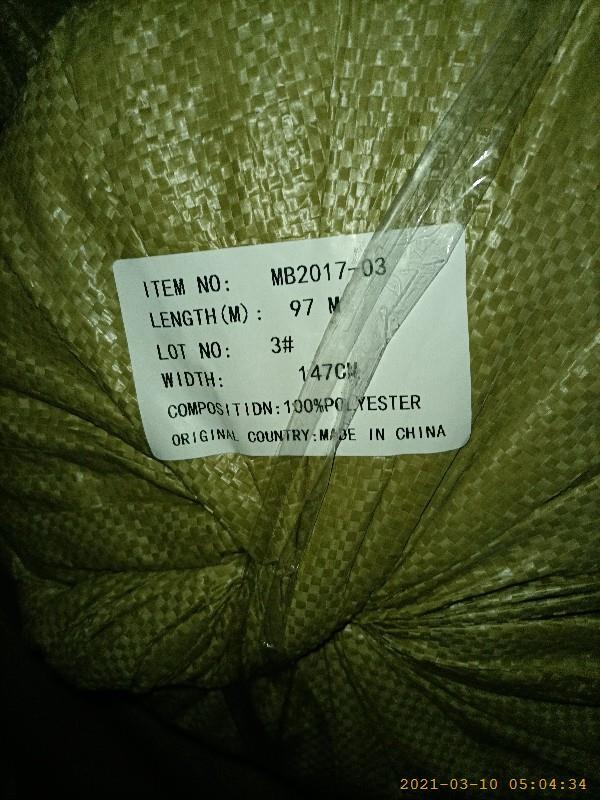 ITEM NO: MB2017-03
LENGTH(M): 97 M
LOT NO: 3#
WIDTH: 147CM
COMPOSITIDN:100%POLYESTER
ORIGINAL COUNTRY:MADE IN CHINA
2021-03-10 05:04:34